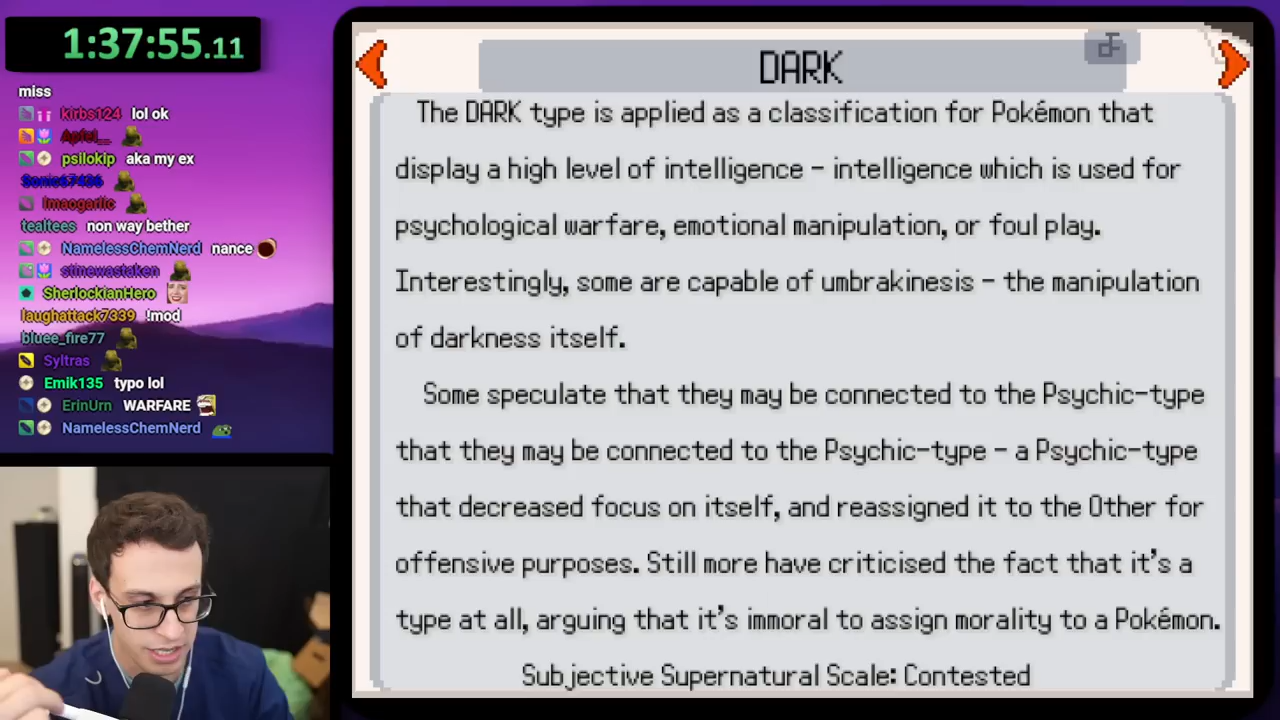 1:37:55.11
miss
kirbs124 lol ok
Apfel__
psilokip aka my ex
Sonic67436
lmaogarlic
tealtees non way bether
NamelessChemNerd nance
stinewastaken
SherlockianHero
laughattack7339 !mod
bluee_fire77
Syltras
Emik135 typo lol
ErinUrn WARFARE
NamelessChemNerd
DARK
The DARK type is applied as a classification for Pokémon that
display a high level of intelligence - intelligence which is used for
psychological warfare, emotional manipulation, or foul play.
Interestingly, some are capable of umbrakinesis - the manipulation
of darkness itself.
Some speculate that they may be connected to the Psychic-type
that they may be connected to the Psychic-type - a Psychic-type
that decreased focus on itself, and reassigned it to the Other for
offensive purposes. Still more have criticised the fact that it's a
type at all, arguing that it's immoral to assign morality to a Pokémon.
Subjective Supernatural Scale: Contested